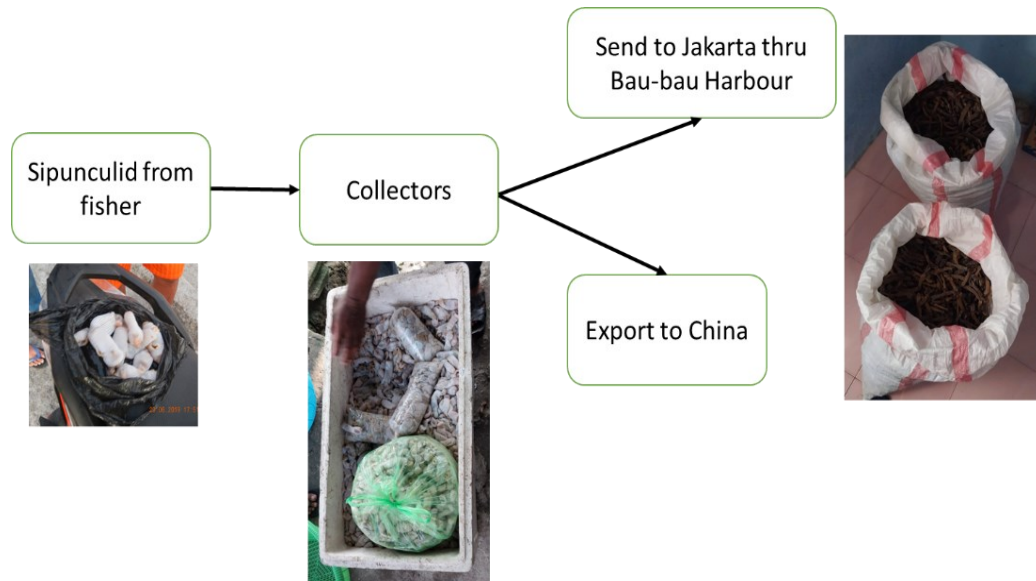 Send to Jakarta thru
Bau-bau Harbour
Sipunculid from
fisher
Collectors
Export to China